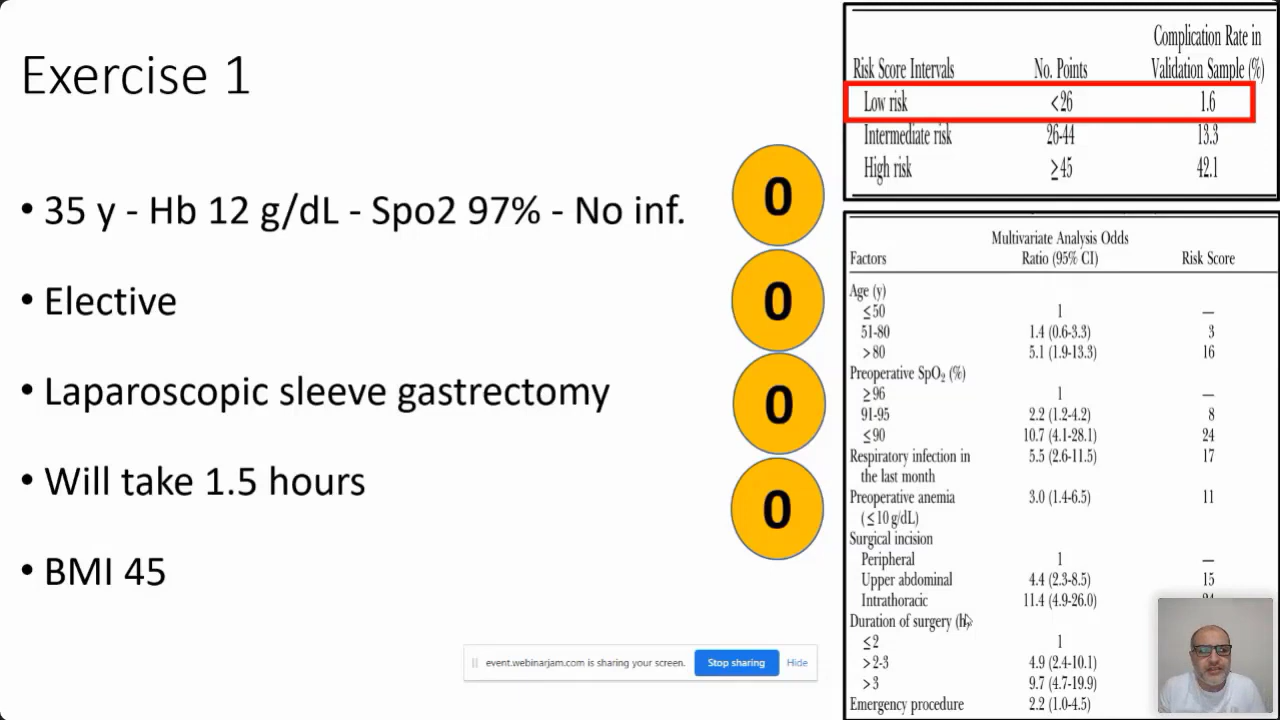 Exercise 1
• 35 y - Hb 12 g/dL - Spo2 97% - No inf.
• Elective
• Laparoscopic sleeve gastrectomy
• Will take 1.5 hours
• BMI 45
0
0
0
0
event.webinarjam.com is sharing your screen. Stop sharing Hide
Complication Rate in
Risk Score Intervals No. Points Validation Sample (%)
Low risk <26 1.6
Intermediate risk 26-44 13.3
High risk ≥45 42.1
Multivariate Analysis Odds
Factors Ratio (95% CI) Risk Score
Age (y)
≤50 1 —
51-80 1.4 (0.6-3.3) 3
>80 5.1 (1.9-13.3) 16
Preoperative SpO₂ (%)
≥96 1 —
91-95 2.2 (1.2-4.2) 8
≤90 10.7 (4.1-28.1) 24
Respiratory infection in 5.5 (2.6-11.5) 17
the last month
Preoperative anemia 3.0 (1.4-6.5) 11
(≤10 g/dL)
Surgical incision
Peripheral 1 —
Upper abdominal 4.4 (2.3-8.5) 15
Intrathoracic 11.4 (4.9-26.0)
Duration of surgery (h)
≤2 1
>2-3 4.9 (2.4-10.1)
>3 9.7 (4.7-19.9)
Emergency procedure 2.2 (1.0-4.5)